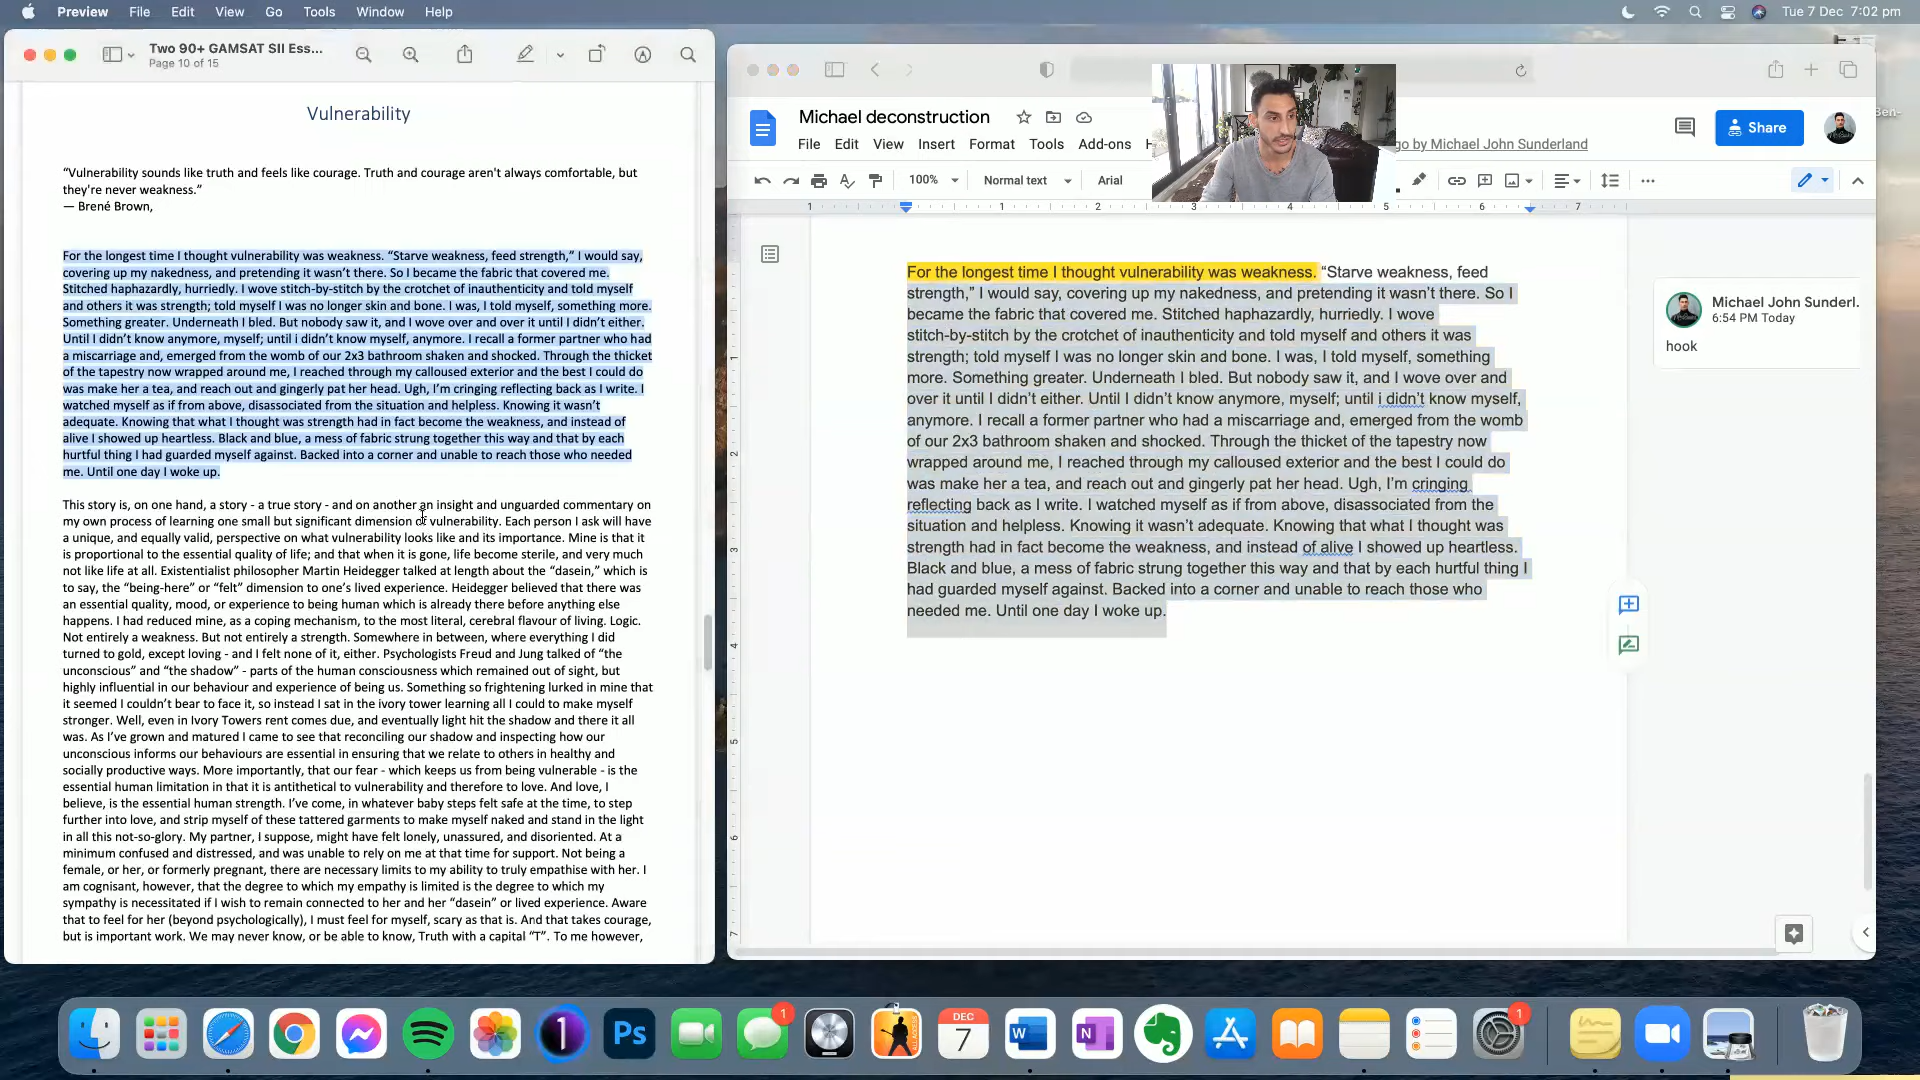 Preview File Edit View Go Tools Window Help
Tue 7 Dec 7:02 pm
Two 90+ GAMSAT SII Ess...
Page 10 of 15
Vulnerability
“Vulnerability sounds like truth and feels like courage. Truth and courage aren't always comfortable, but
they're never weakness.”
— Brené Brown,
For the longest time I thought vulnerability was weakness. “Starve weakness, feed strength,” I would say,
covering up my nakedness, and pretending it wasn’t there. So I became the fabric that covered me.
Stitched haphazardly, hurriedly. I wove stitch-by-stitch by the crotchet of inauthenticity and told myself
and others it was strength; told myself I was no longer skin and bone. I was, I told myself, something more.
Something greater. Underneath I bled. But nobody saw it, and I wove over and over it until I didn’t either.
Until I didn’t know anymore, myself; until i didn’t know myself, anymore. I recall a former partner who had
a miscarriage and, emerged from the womb of our 2x3 bathroom shaken and shocked. Through the thicket
of the tapestry now wrapped around me, I reached through my calloused exterior and the best I could do
was make her a tea, and reach out and gingerly pat her head. Ugh, I’m cringing reflecting back as I write. I
watched myself as if from above, disassociated from the situation and helpless. Knowing it wasn’t
adequate. Knowing that what I thought was strength had in fact become the weakness, and instead of
alive I showed up heartless. Black and blue, a mess of fabric strung together this way and that by each
hurtful thing I had guarded myself against. Backed into a corner and unable to reach those who needed
me. Until one day I woke up.
This story is, on one hand, a story - a true story - and on another an insight and unguarded commentary on
my own process of learning one small but significant dimension of vulnerability. Each person I ask will have
a unique, and equally valid, perspective on what vulnerability looks like and its importance. Mine is that it
is proportional to the essential quality of life; and that when it is gone, life become sterile, and very much
not like life at all. Existentialist philosopher Martin Heidegger talked at length about the “dasein,” which is
to say, the “being-here” or “felt” dimension to one’s lived experience. Heidegger believed that there was
an essential quality, mood, or experience to being human which is already there before anything else
happens. I had reduced mine, as a coping mechanism, to the most literal, cerebral flavour of living. Logic.
Not entirely a weakness. But not entirely a strength. Somewhere in between, where everything I did
turned to gold, except loving - and I felt none of it, either. Psychologists Freud and Jung talked of “the
unconscious” and “the shadow” - parts of the human consciousness which remained out of sight, but
highly influential in our behaviour and experience of being us. Something so frightening lurked in mine that
it seemed I couldn’t bear to face it, so instead I sat in the ivory tower learning all I could to make myself
stronger. Well, even in Ivory Towers rent comes due, and eventually light hit the shadow and there it all
was. As I’ve grown and matured I came to see that reconciling our shadow and inspecting how our
unconscious informs our behaviours are essential in ensuring that we relate to others in healthy and
socially productive ways. More importantly, that our fear - which keeps us from being vulnerable - is the
essential human limitation in that it is antithetical to vulnerability and therefore to love. And love, I
believe, is the essential human strength. I’ve come, in whatever baby steps felt safe at the time, to step
further into love, and strip myself of these tattered garments to make myself naked and stand in the light
in all this not-so-glory. My partner, I suppose, might have felt lonely, unassured, and disoriented. At a
minimum confused and distressed, and was unable to rely on me at that time for support. Not being a
female, or her, or formerly pregnant, there are necessary limits to my ability to truly empathise with her. I
am cognisant, however, that the degree to which my empathy is limited is the degree to which my
sympathy is necessitated if I wish to remain connected to her and her “dasein” or lived experience. Aware
that to feel for her (beyond psychologically), I must feel for myself, scary as that is. And that takes courage,
but is important work. We may never know, or be able to know, Truth with a capital “T”. To me however,
Michael deconstruction
File Edit View Insert Format Tools Add-ons H
go by Michael John Sunderland
Share
100% Normal text Arial
1 1 2 3 4 5 6 7
For the longest time I thought vulnerability was weakness. “Starve weakness, feed
strength,” I would say, covering up my nakedness, and pretending it wasn’t there. So I
became the fabric that covered me. Stitched haphazardly, hurriedly. I wove
stitch-by-stitch by the crotchet of inauthenticity and told myself and others it was
strength; told myself I was no longer skin and bone. I was, I told myself, something
more. Something greater. Underneath I bled. But nobody saw it, and I wove over and
over it until I didn’t either. Until I didn’t know anymore, myself; until i didn’t know myself,
anymore. I recall a former partner who had a miscarriage and, emerged from the womb
of our 2x3 bathroom shaken and shocked. Through the thicket of the tapestry now
wrapped around me, I reached through my calloused exterior and the best I could do
was make her a tea, and reach out and gingerly pat her head. Ugh, I’m cringing
reflecting back as I write. I watched myself as if from above, disassociated from the
situation and helpless. Knowing it wasn’t adequate. Knowing that what I thought was
strength had in fact become the weakness, and instead of alive I showed up heartless.
Black and blue, a mess of fabric strung together this way and that by each hurtful thing I
had guarded myself against. Backed into a corner and unable to reach those who
needed me. Until one day I woke up.
1
2
3
4
5
6
7
Michael John Sunderl.
6:54 PM Today
hook
Ben-
1
Ps
1
DEC
7
W
N
1